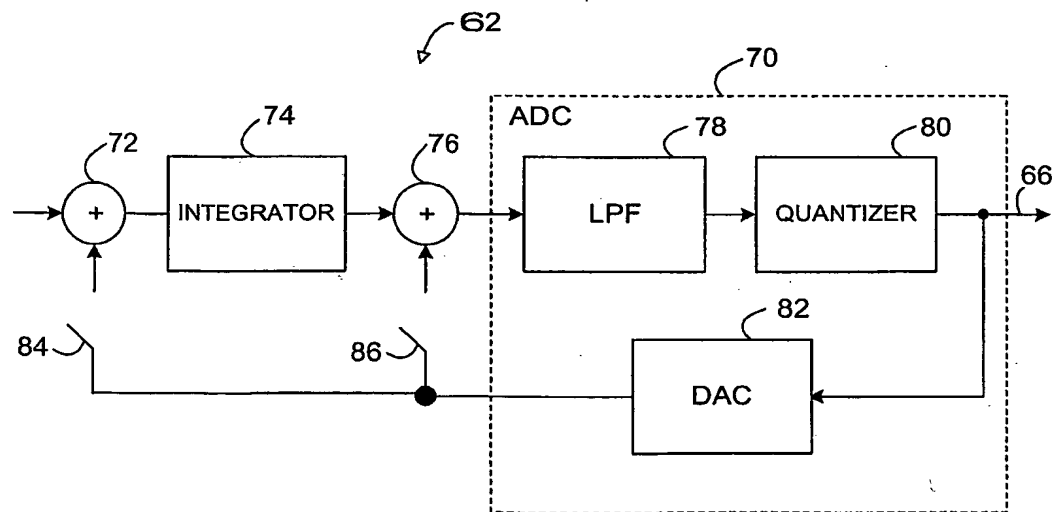 62
70
ADC
72
74
76
78
80
66
+
INTEGRATOR
+
LPF
QUANTIZER
84
86
82
DAC